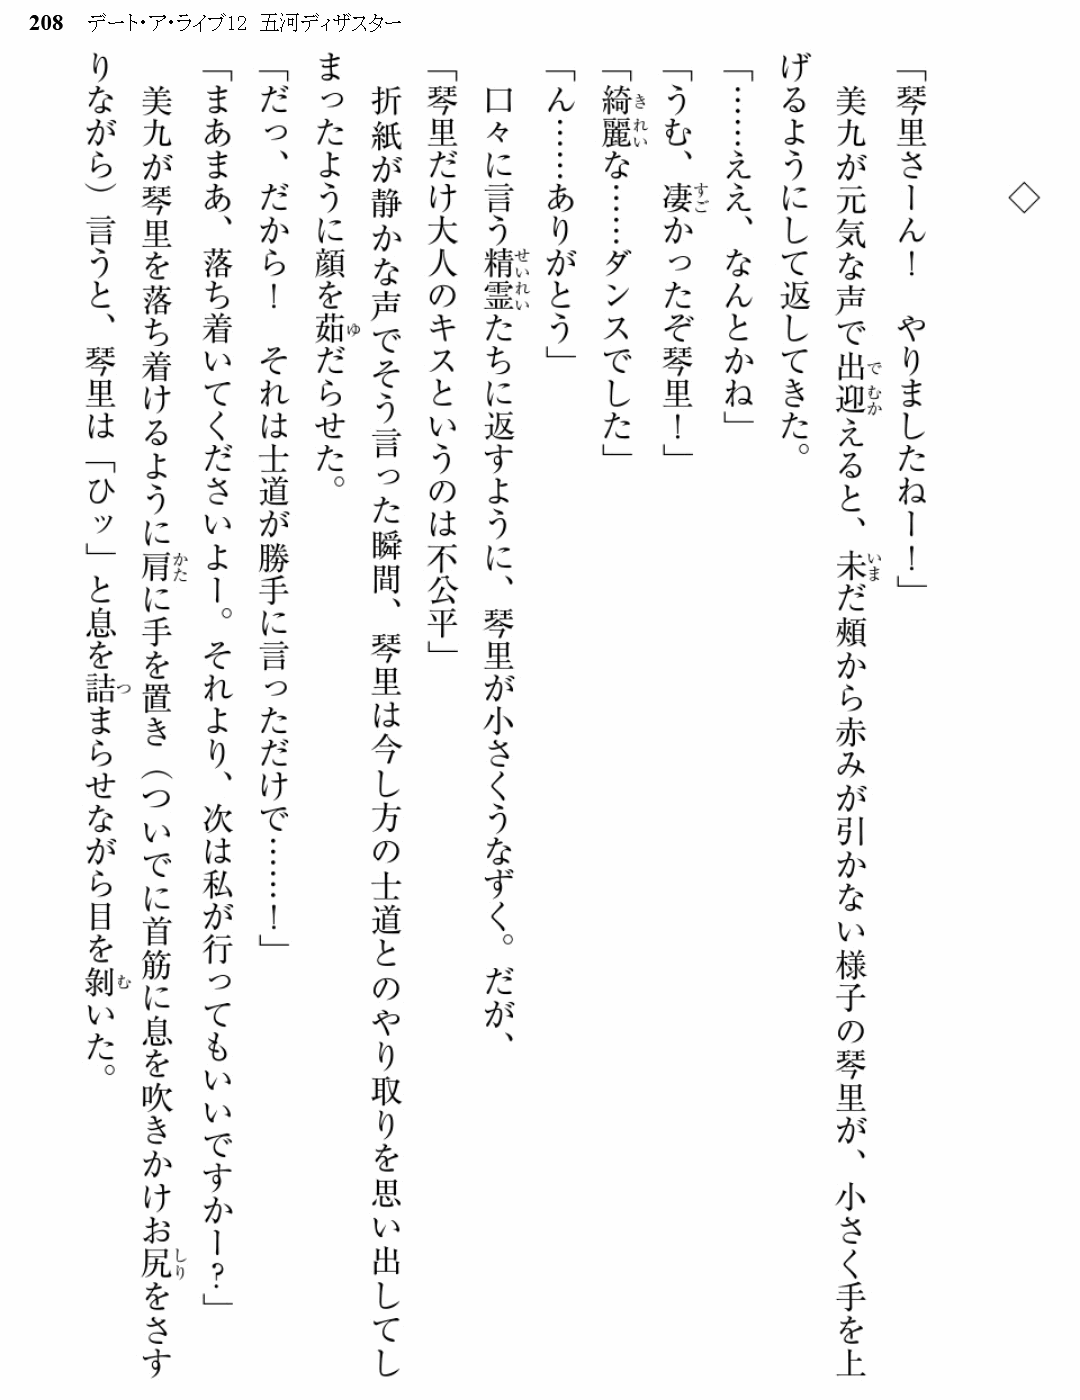 208 デート・ア・ライブ12 五河ディザスター
◇
「琴里さーん！　やりましたねー！」
　美九が元気な声で出迎えると、未だ頰から赤みが引かない様子の琴里が、小さく手を上
げるようにして返してきた。
「……ええ、なんとかね」
「うむ、凄かったぞ琴里！」
「綺麗な……ダンスでした」
「ん……ありがとう」
　口々に言う精霊たちに返すように、琴里が小さくうなずく。だが、
「琴里だけ大人のキスというのは不公平」
　折紙が静かな声でそう言った瞬間、琴里は今し方の士道とのやり取りを思い出してし
まったように顔を茹だらせた。
「だっ、だから！　それは士道が勝手に言っただけで……！」
「まあまあ、落ち着いてくださいよー。それより、次は私が行ってもいいですかー？」
　美九が琴里を落ち着けるように肩に手を置き（ついでに首筋に息を吹きかけお尻をさす
りながら）言うと、琴里は「ひッ」と息を詰まらせながら目を剝いた。